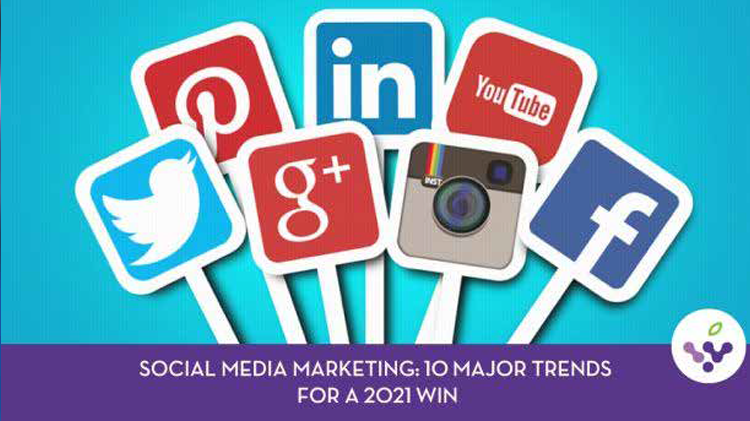 in
You Tube
g+
INST
f
SOCIAL MEDIA MARKETING: 10 MAJOR TRENDS
FOR A 2021 WIN